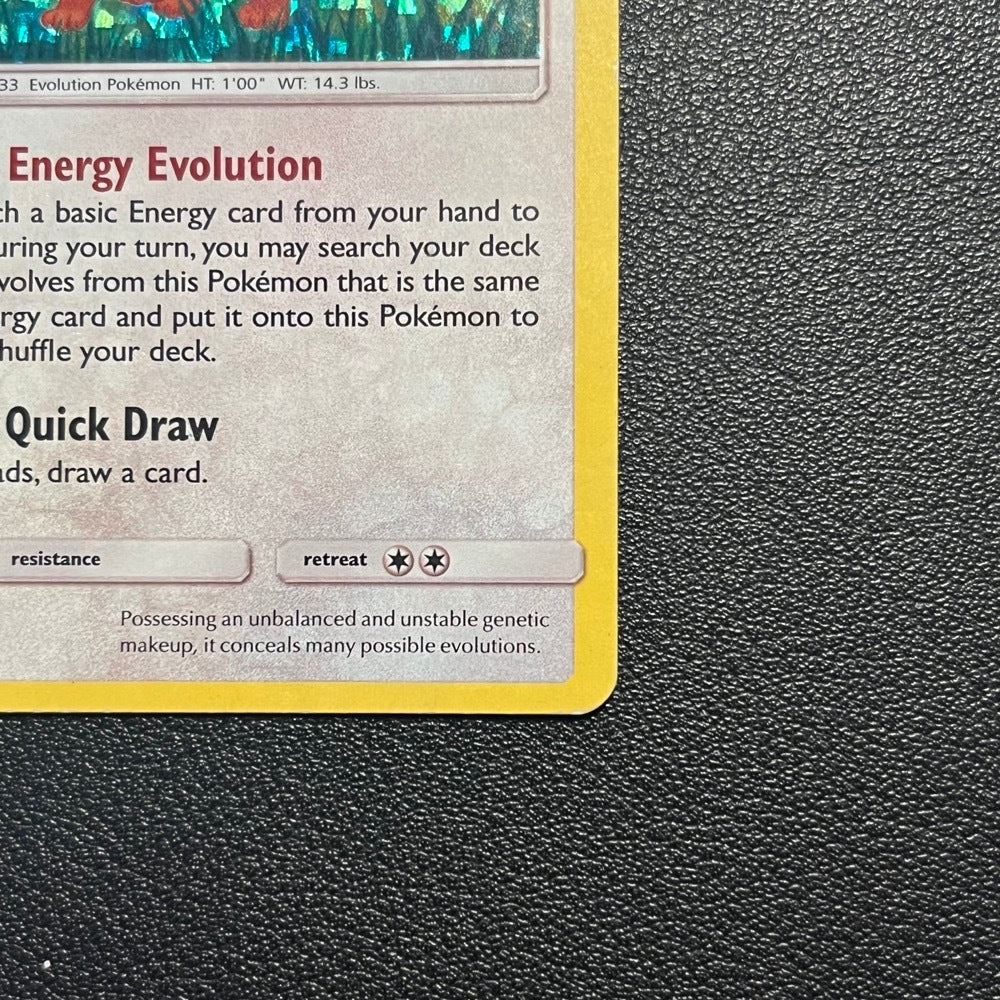 33 Evolution Pokémon HT: 1'00" WT: 14.3 lbs.
Energy Evolution
ch a basic Energy card from your hand to
uring your turn, you may search your deck
volves from this Pokémon that is the same
rgy card and put it onto this Pokémon to
huffle your deck.
Quick Draw
ads, draw a card.
resistance
retreat
Possessing an unbalanced and unstable genetic
makeup, it conceals many possible evolutions.